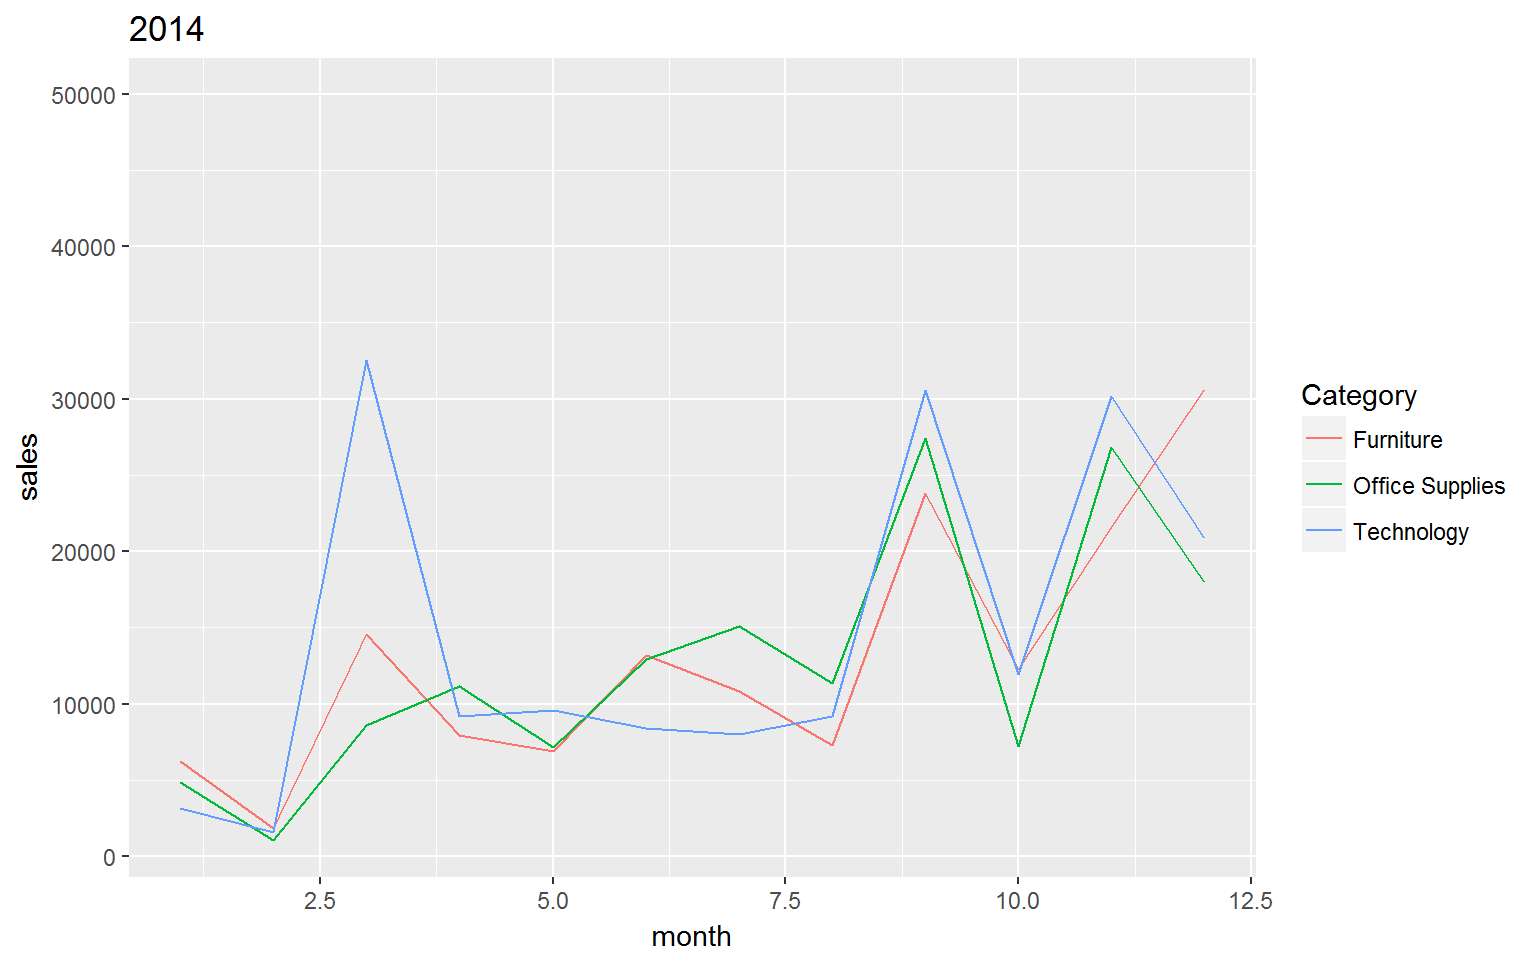 2014
50000
40000
30000
20000
10000
0
sales
2.5 5.0 7.5 10.0 12.5
month
Category
Furniture
Office Supplies
Technology